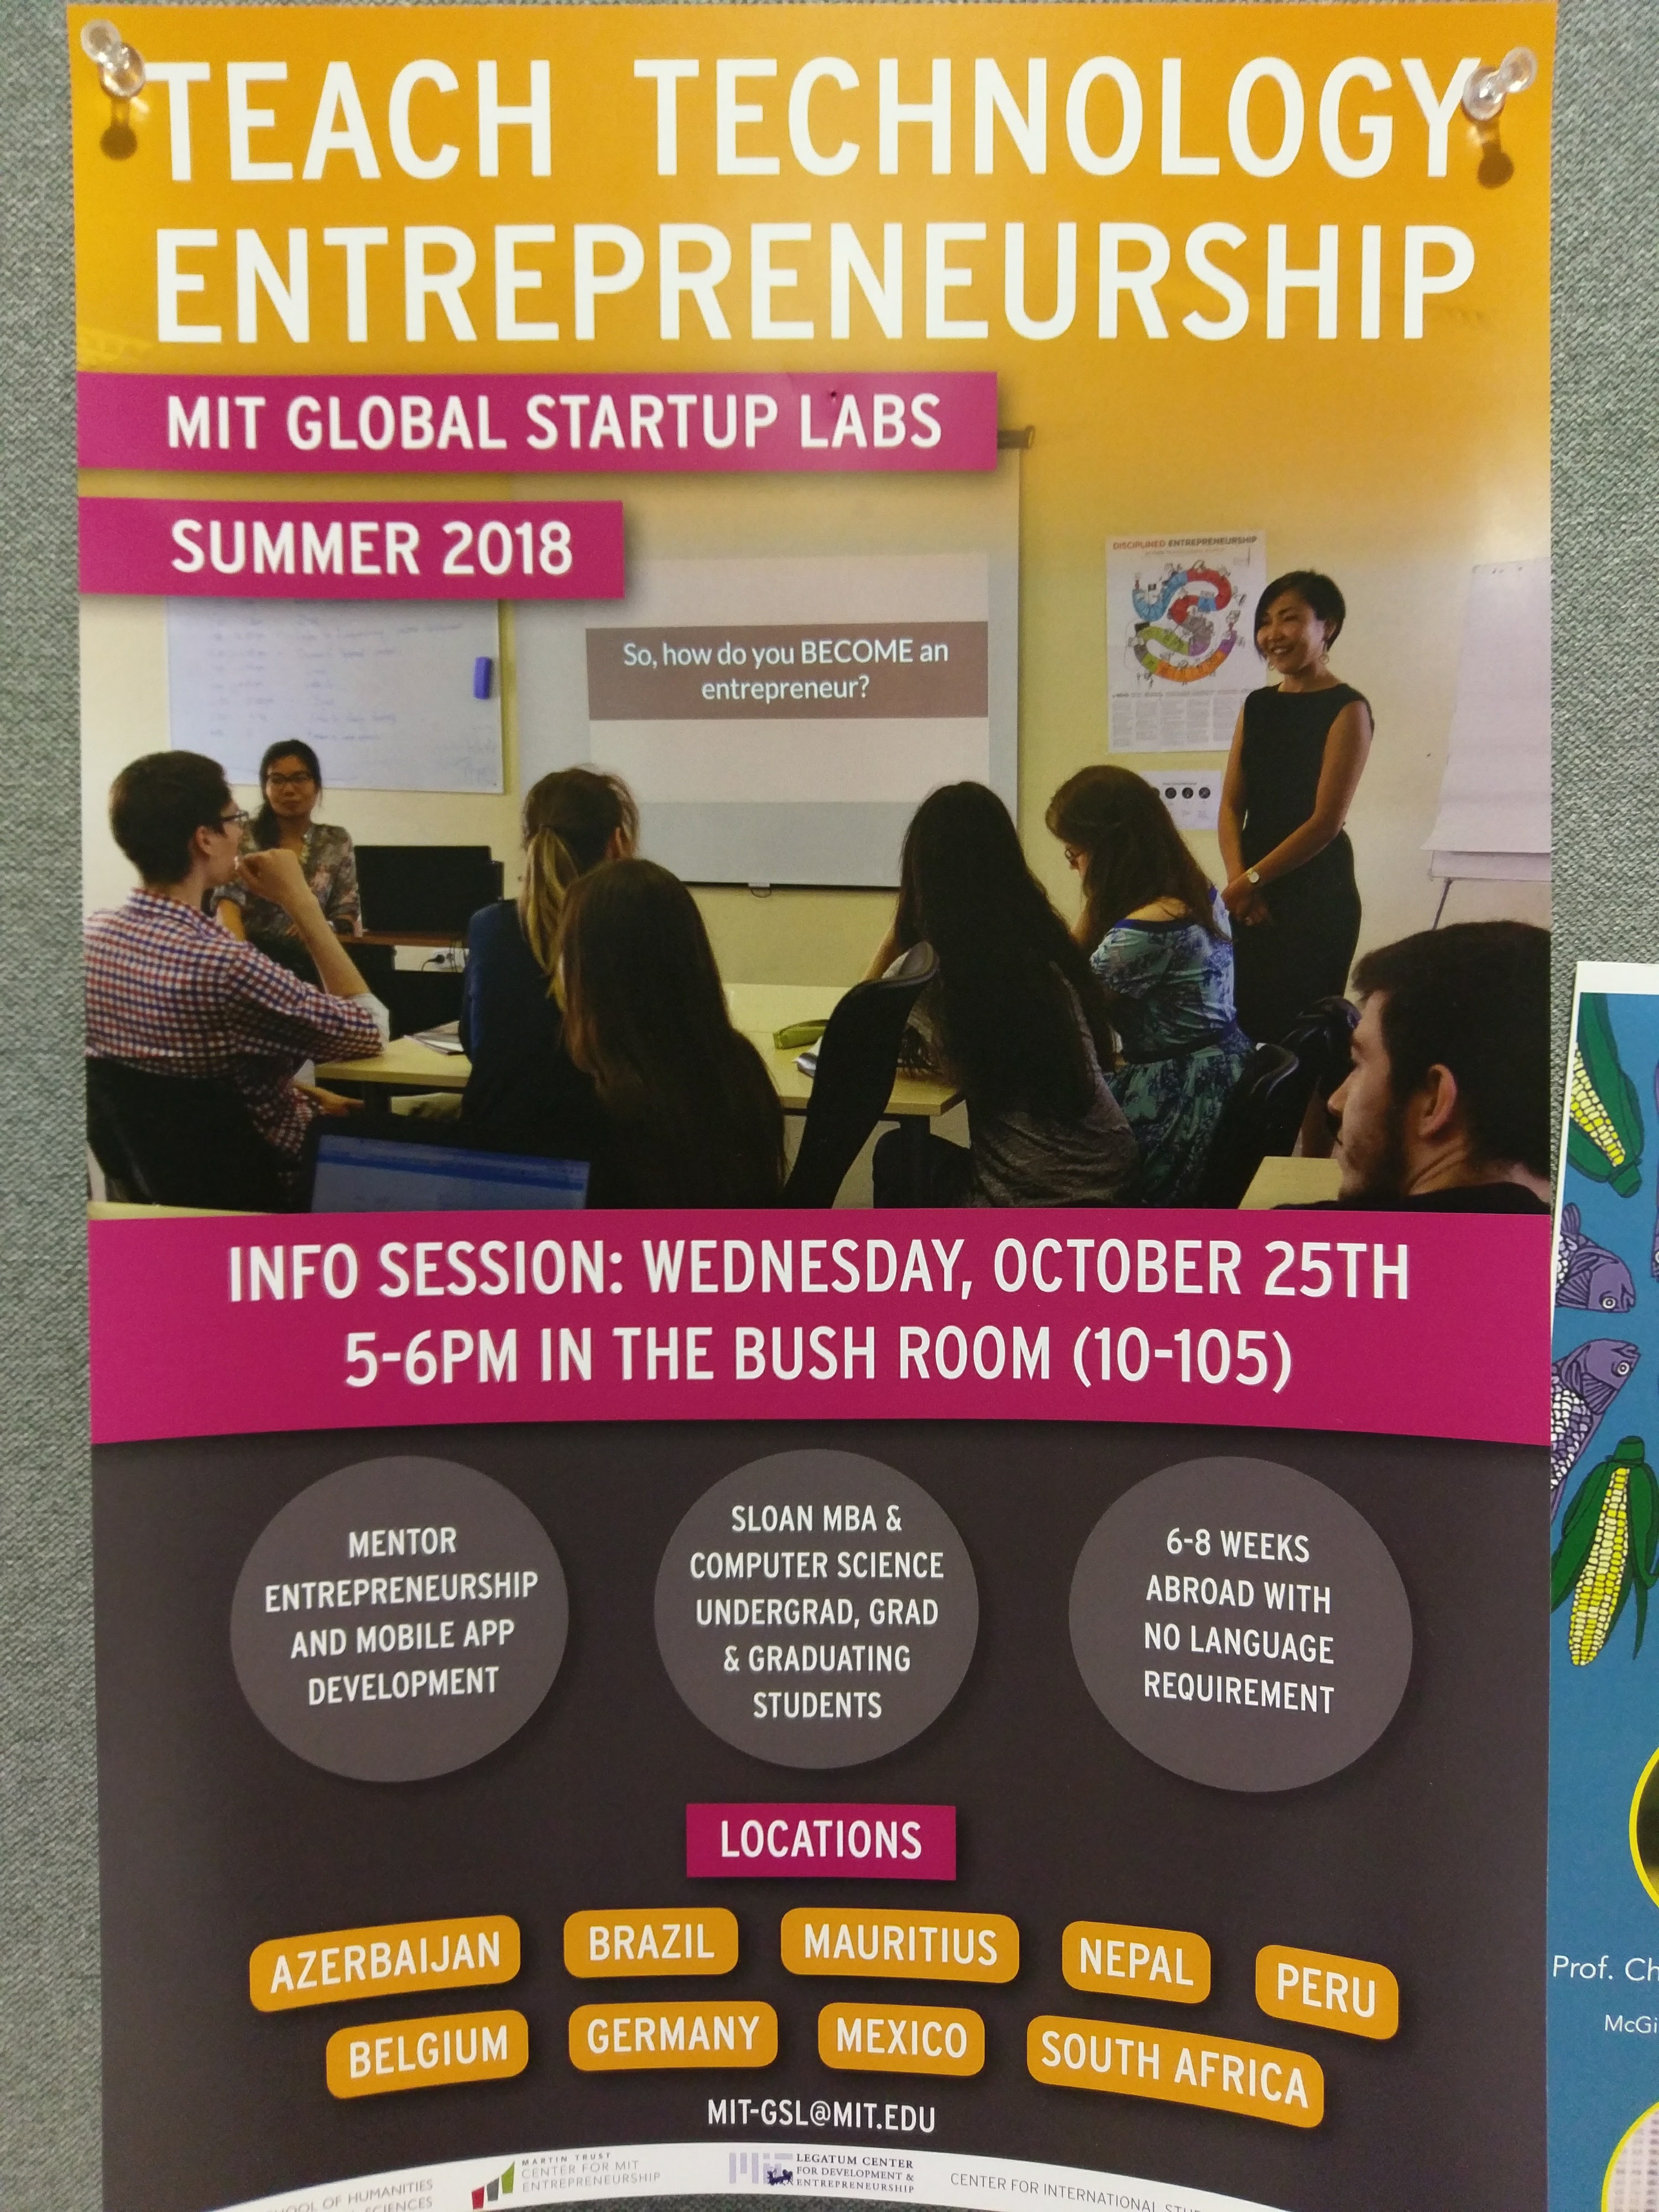 TEACH TECHNOLOGY
ENTREPRENEURSHIP
MIT GLOBAL STARTUP LABS
SUMMER 2018
DISCIPLINED ENTREPRENEURSHIP
So, how do you BECOME an
entrepreneur?
INFO SESSION: WEDNESDAY, OCTOBER 25TH
5-6PM IN THE BUSH ROOM (10-105)
MENTOR
ENTREPRENEURSHIP
AND MOBILE APP
DEVELOPMENT
SLOAN MBA &
COMPUTER SCIENCE
UNDERGRAD, GRAD
& GRADUATING
STUDENTS
6-8 WEEKS
ABROAD WITH
NO LANGUAGE
REQUIREMENT
LOCATIONS
AZERBAIJAN BRAZIL MAURITIUS NEPAL PERU
BELGIUM GERMANY MEXICO SOUTH AFRICA
MIT-GSL@MIT.EDU
OF HUMANITIES
SCIENCES
MARTIN TRUST
CENTER FOR MIT
ENTREPRENEURSHIP
MIT
LEGATUM CENTER
FOR DEVELOPMENT &
ENTREPRENEURSHIP
CENTER FOR INTERNATIONAL
Prof.